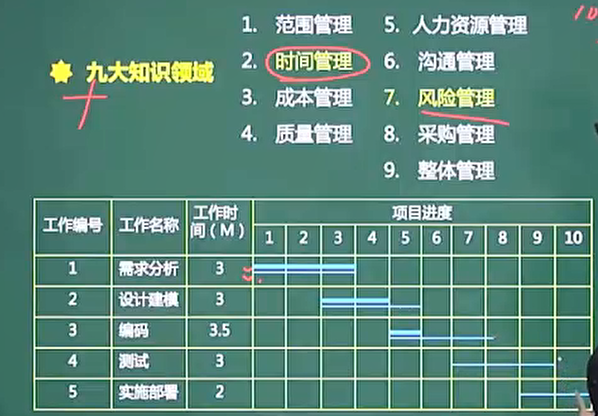 九大知识领域
十
1. 范围管理
2. 时间管理
3. 成本管理
4. 质量管理
5. 人力资源管理
6. 沟通管理
7. 风险管理
8. 采购管理
9. 整体管理
工作编号 工作名称 工作时间（M） 项目进度
1 2 3 4 5 6 7 8 9 10
1 需求分析 3
2 设计建模 3
3 编码 3.5
4 测试 3
5 实施部署 2